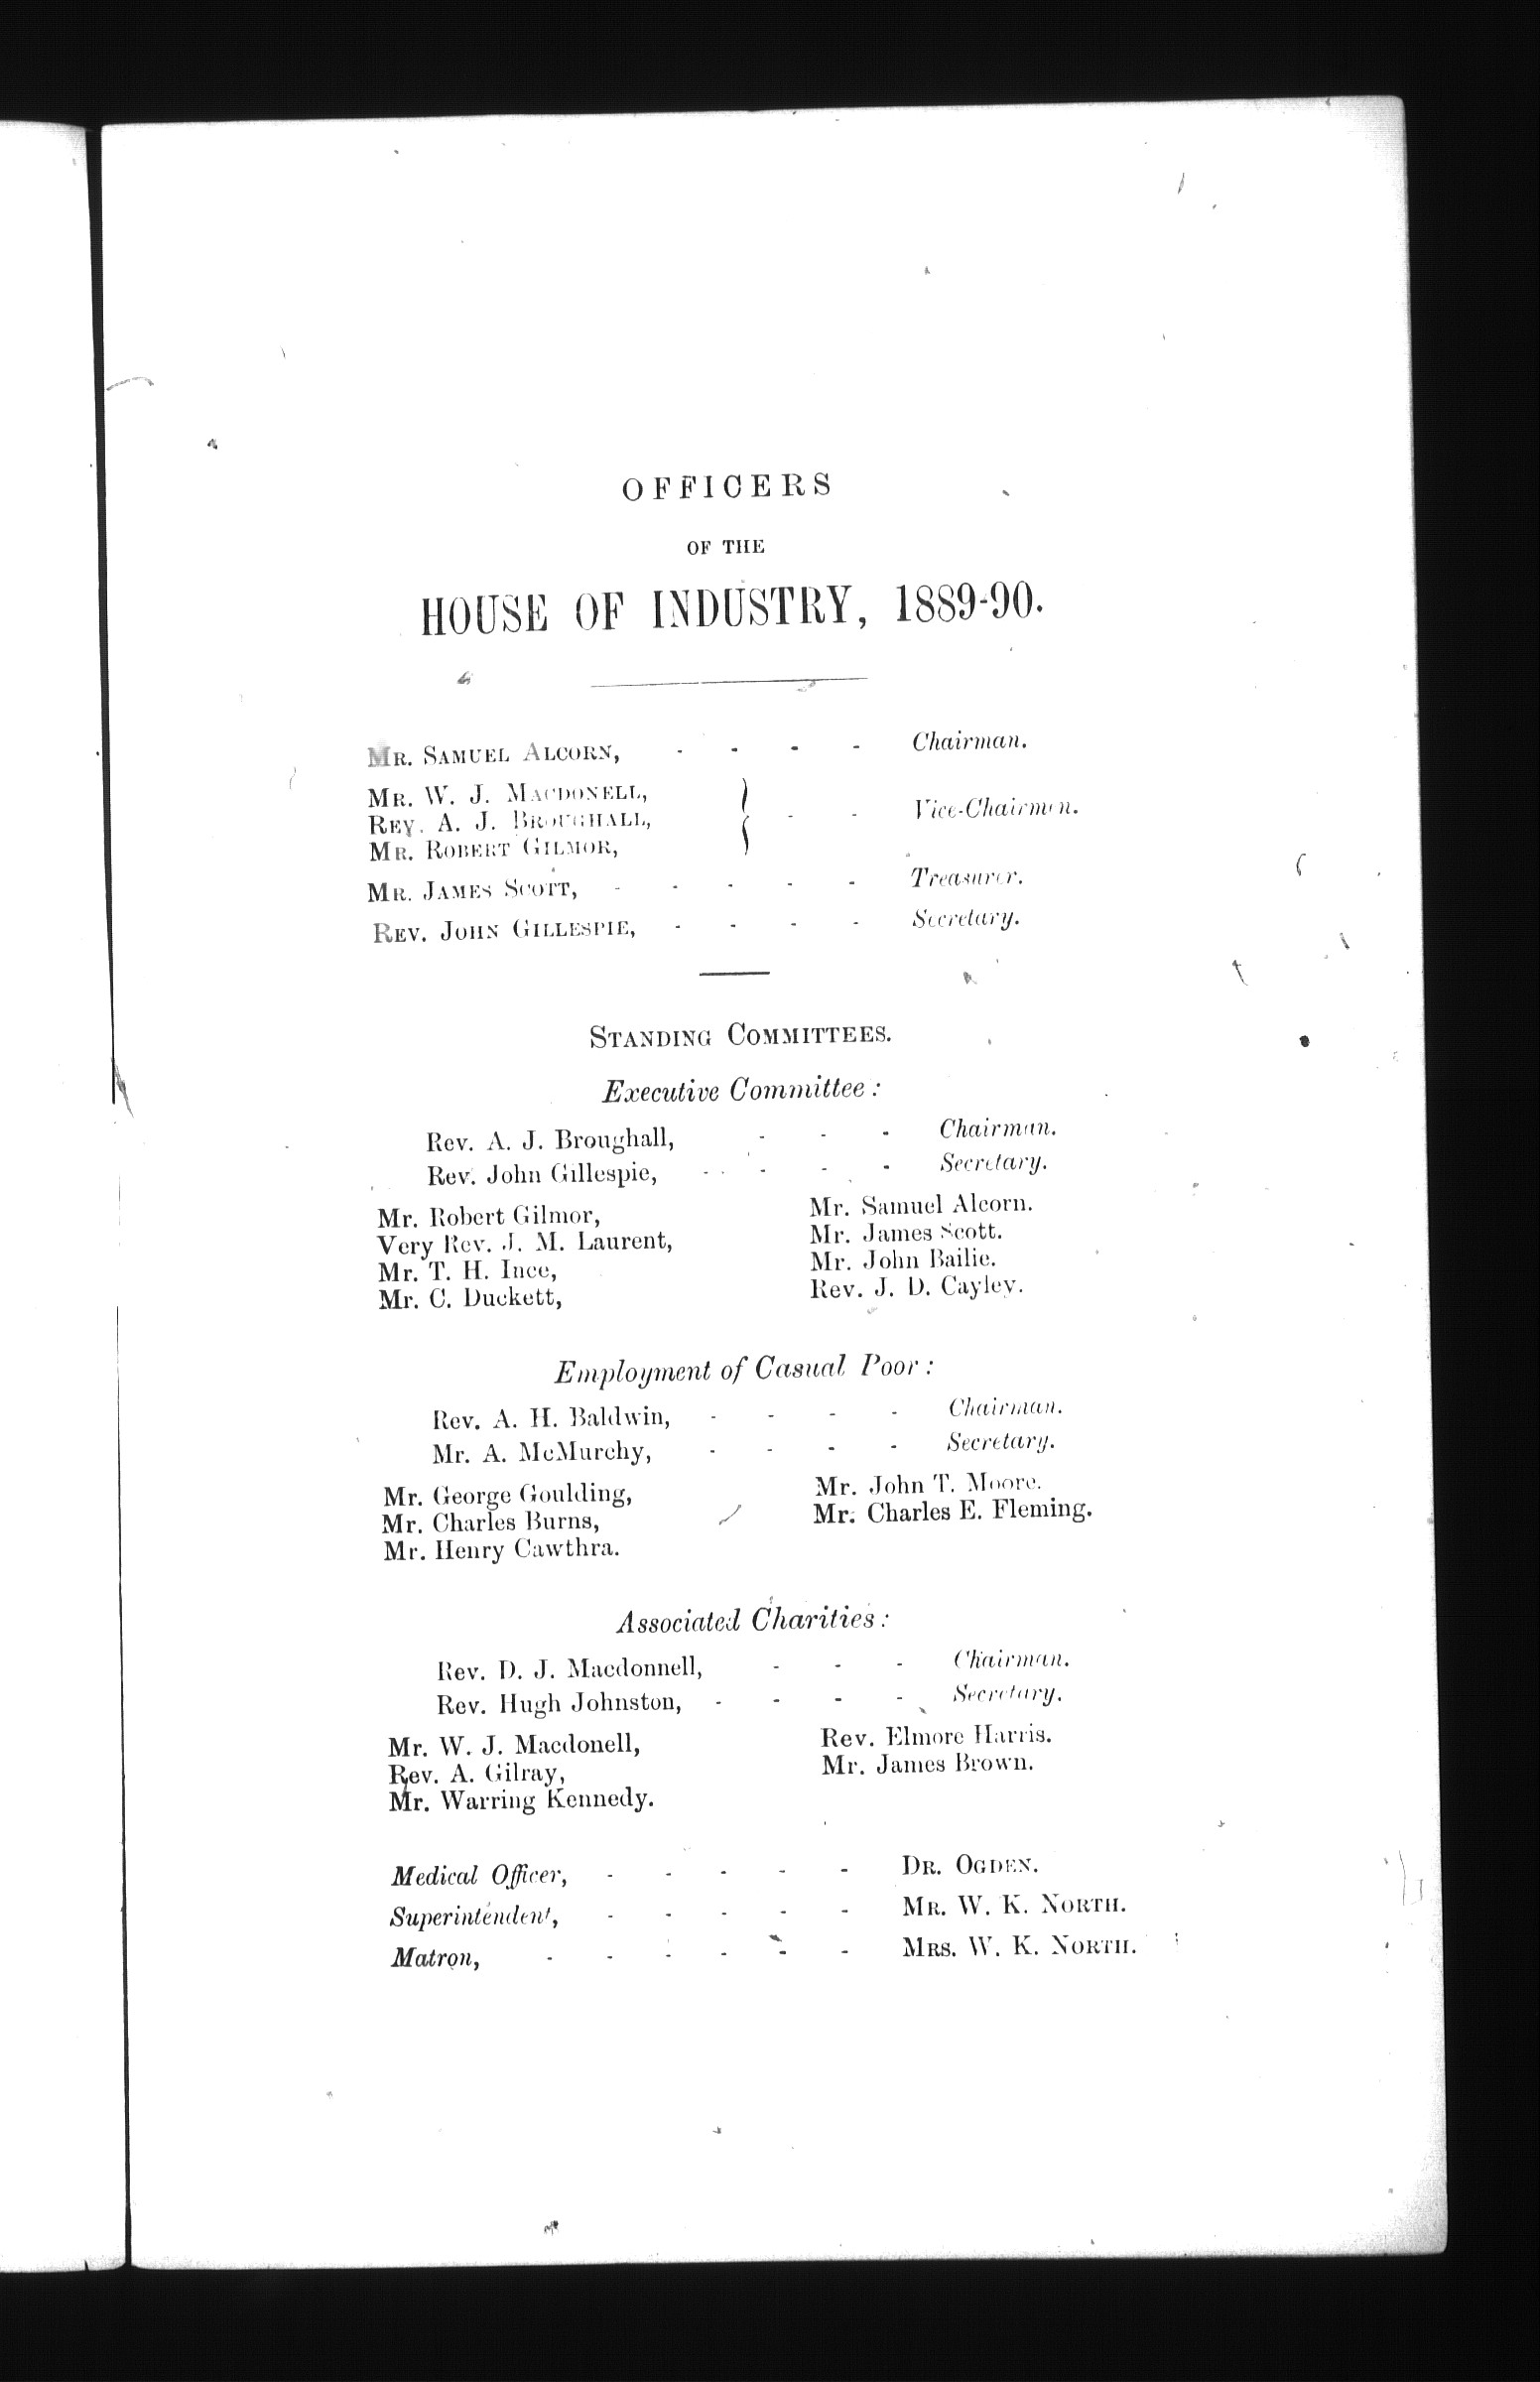 OFFICERS
OF THE
HOUSE OF INDUSTRY, 1889-90.
MR. SAMUEL ALCORN, - - - - Chairman.
MR. W. J. MACDONELL,
REV. A. J. BROUGHALL, - - Vice-Chairmen.
MR. ROBERT GILMOR,
MR. JAMES SCOTT, - - - - - Treasurer.
REV. JOHN GILLESPIE, - - - - Secretary.
STANDING COMMITTEES.
Executive Committee :
Rev. A. J. Broughall, - - - Chairman.
Rev. John Gillespie, - - - - Secretary.
Mr. Robert Gilmor, Mr. Samuel Alcorn.
Very Rev. J. M. Laurent, Mr. James Scott.
Mr. T. H. Ince, Mr. John Bailie.
Mr. C. Duckett, Rev. J. D. Cayley.
Employment of Casual Poor :
Rev. A. H. Baldwin, - - - - Chairman.
Mr. A. McMurchy, - - - - Secretary.
Mr. George Goulding, Mr. John T. Moore.
Mr. Charles Burns, Mr. Charles E. Fleming.
Mr. Henry Cawthra.
Associated Charities :
Rev. D. J. Macdonnell, - - - Chairman.
Rev. Hugh Johnston, - - - - Secretary.
Mr. W. J. Macdonell, Rev. Elmore Harris.
Rev. A. Gilray, Mr. James Brown.
Mr. Warring Kennedy.
Medical Officer, - - - - - DR. OGDEN.
Superintendent, - - - - - MR. W. K. NORTH.
Matron, - - - - - - MRS. W. K. NORTH.